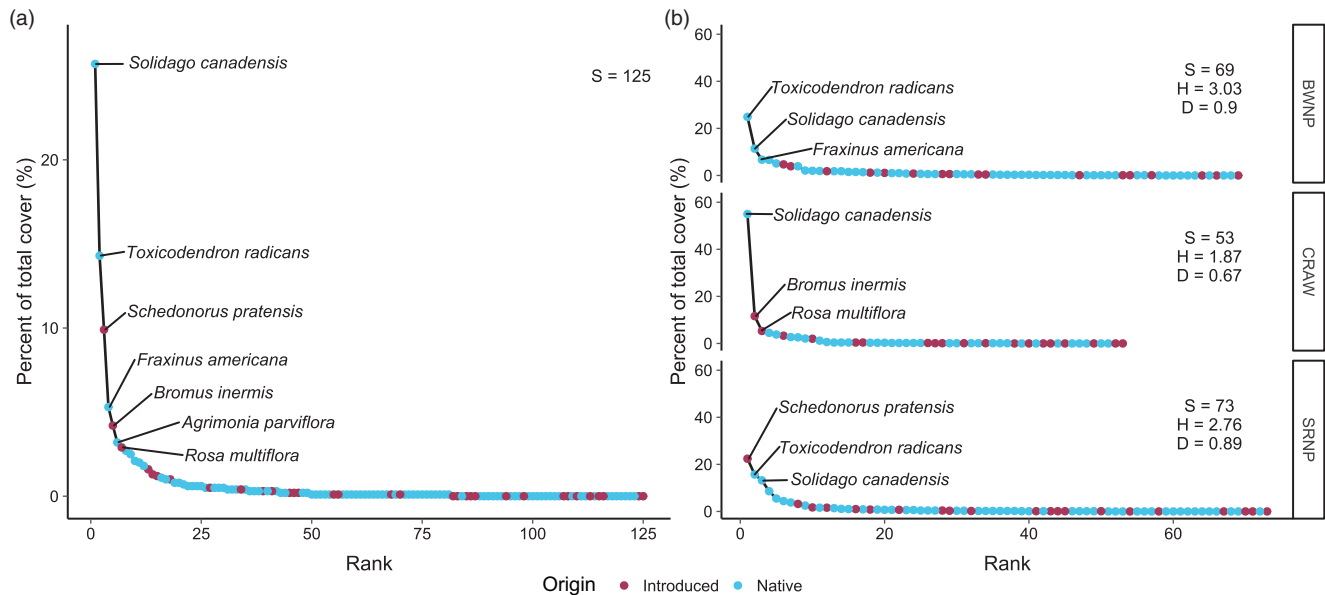 (a)
Percent of total cover (%)
20
10
0
Solidago canadensis
S = 125
Toxicodendron radicans
Schedonorus pratensis
Fraxinus americana
Bromus inermis
Agrimonia parviflora
Rosa multiflora
0
25
50
75
100
125
Rank
(b)
Percent of total cover (%)
60
40
20
0
Toxicodendron radicans
Solidago canadensis
Fraxinus americana
S = 69
H = 3.03
D = 0.9
BWNP
60
40
20
0
Solidago canadensis
Bromus inermis
Rosa multiflora
S = 53
H = 1.87
D = 0.67
CRAW
60
40
20
0
Schedonorus pratensis
Toxicodendron radicans
Solidago canadensis
S = 73
H = 2.76
D = 0.89
SRNP
0
20
40
60
Rank
Origin
Introduced
Native